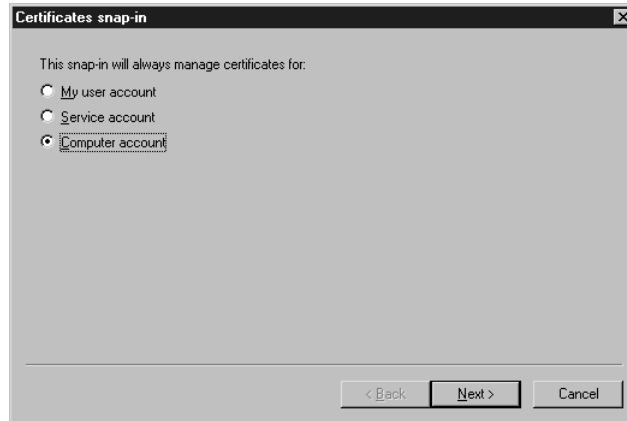 Certificates snap-in
This snap-in will always manage certificates for:
My user account
Service account
Computer account
< Back
Next >
Cancel